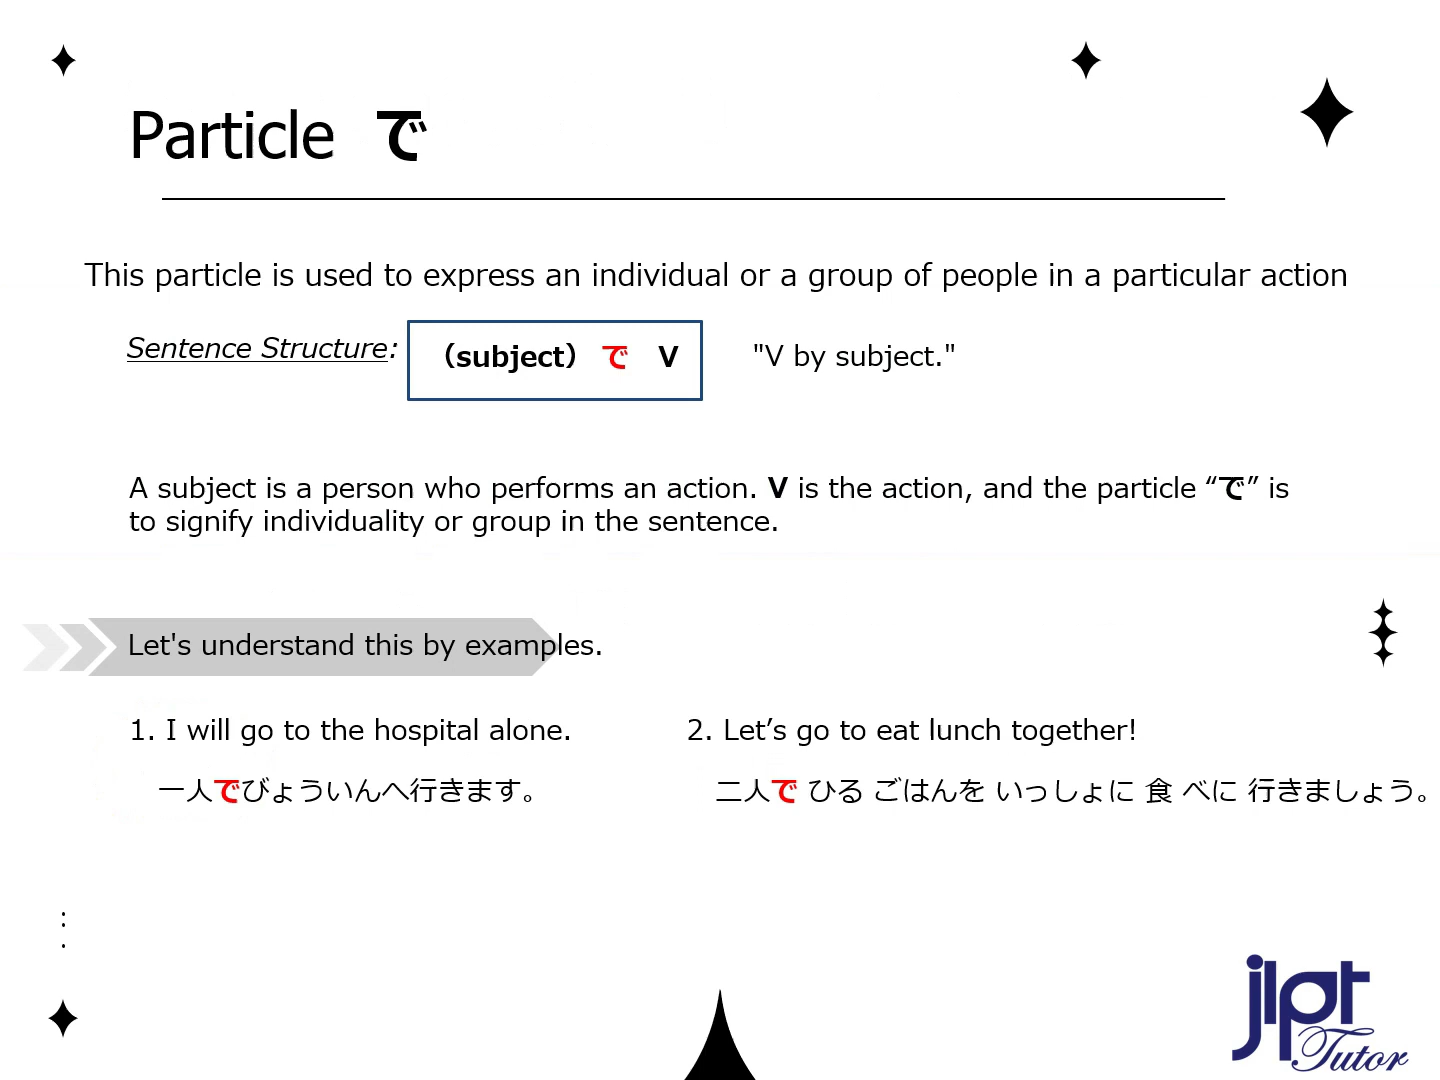 Particle で
This particle is used to express an individual or a group of people in a particular action
Sentence Structure: （subject） で V "V by subject."
A subject is a person who performs an action. V is the action, and the particle “で” is
to signify individuality or group in the sentence.
Let's understand this by examples.
1. I will go to the hospital alone.
一人でびょういんへ行きます。
2. Let’s go to eat lunch together!
二人で ひる ごはんを いっしょに 食 べに 行きましょう。
jlpt
Tutor